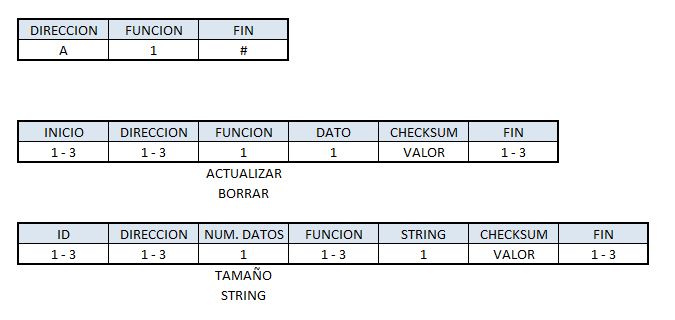 DIRECCION FUNCION FIN
A 1 #
INICIO DIRECCION FUNCION DATO CHECKSUM FIN
1 - 3 1 - 3 1 1 VALOR 1 - 3
ACTUALIZAR
BORRAR
ID DIRECCION NUM. DATOS FUNCION STRING CHECKSUM FIN
1 - 3 1 - 3 1 1 - 3 1 VALOR 1 - 3
TAMAÑO
STRING